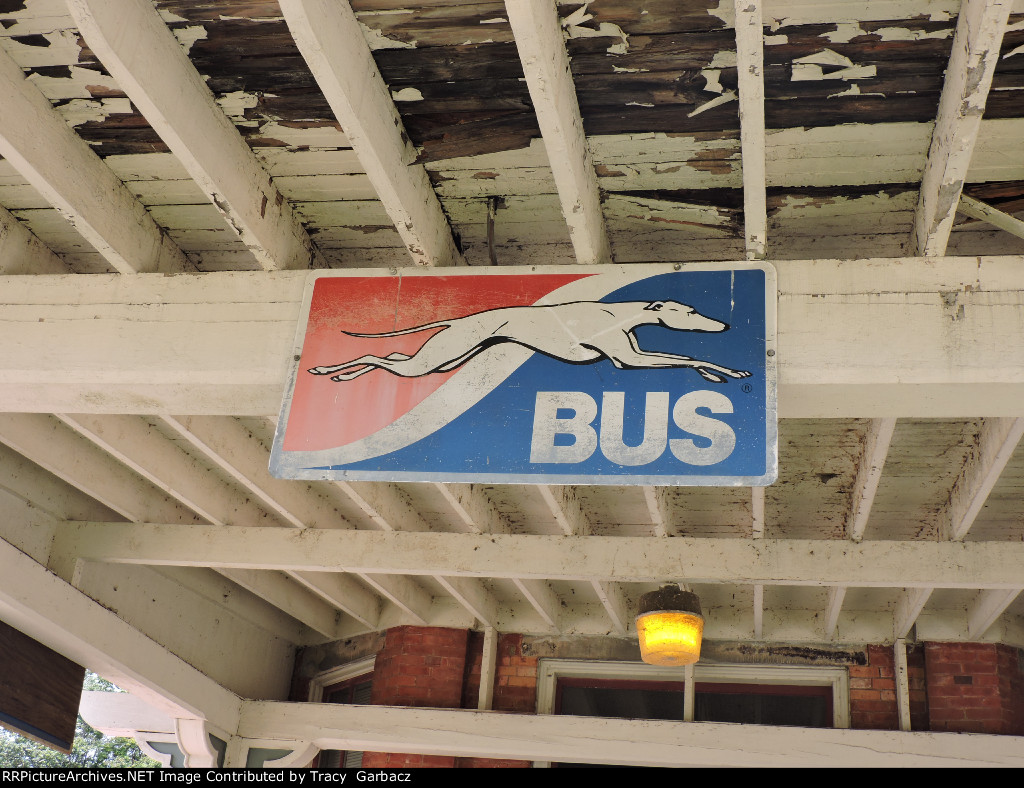 BUS
®
RRPictureArchives.NET Image Contributed by Tracy Garbacz